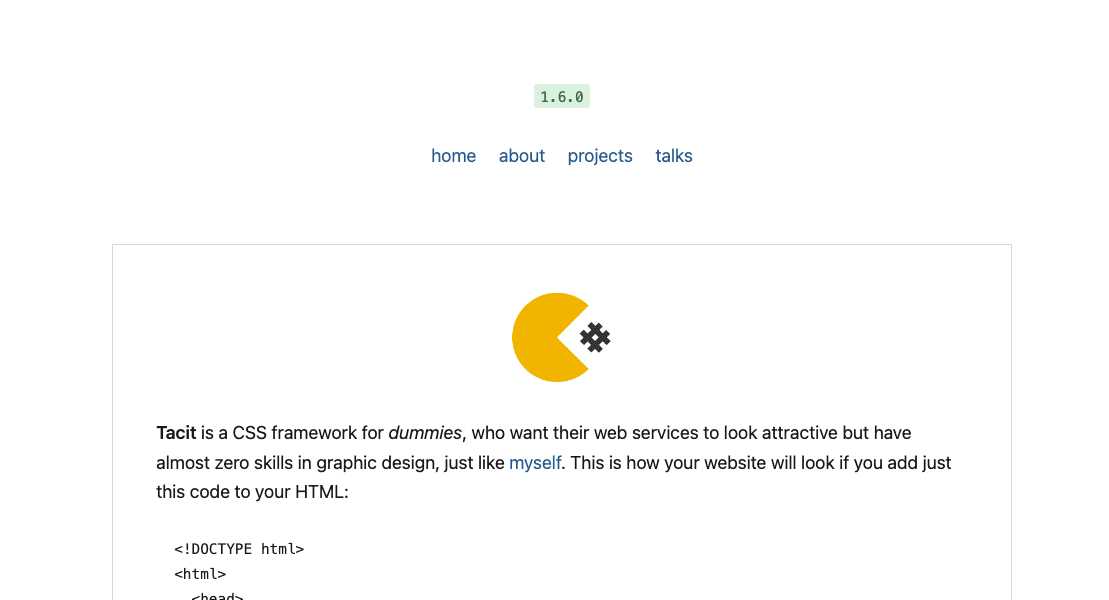 1.6.0
home about projects talks
Tacit is a CSS framework for dummies, who want their web services to look attractive but have
almost zero skills in graphic design, just like myself. This is how your website will look if you add just
this code to your HTML:
<!DOCTYPE html>
<html>
<head>